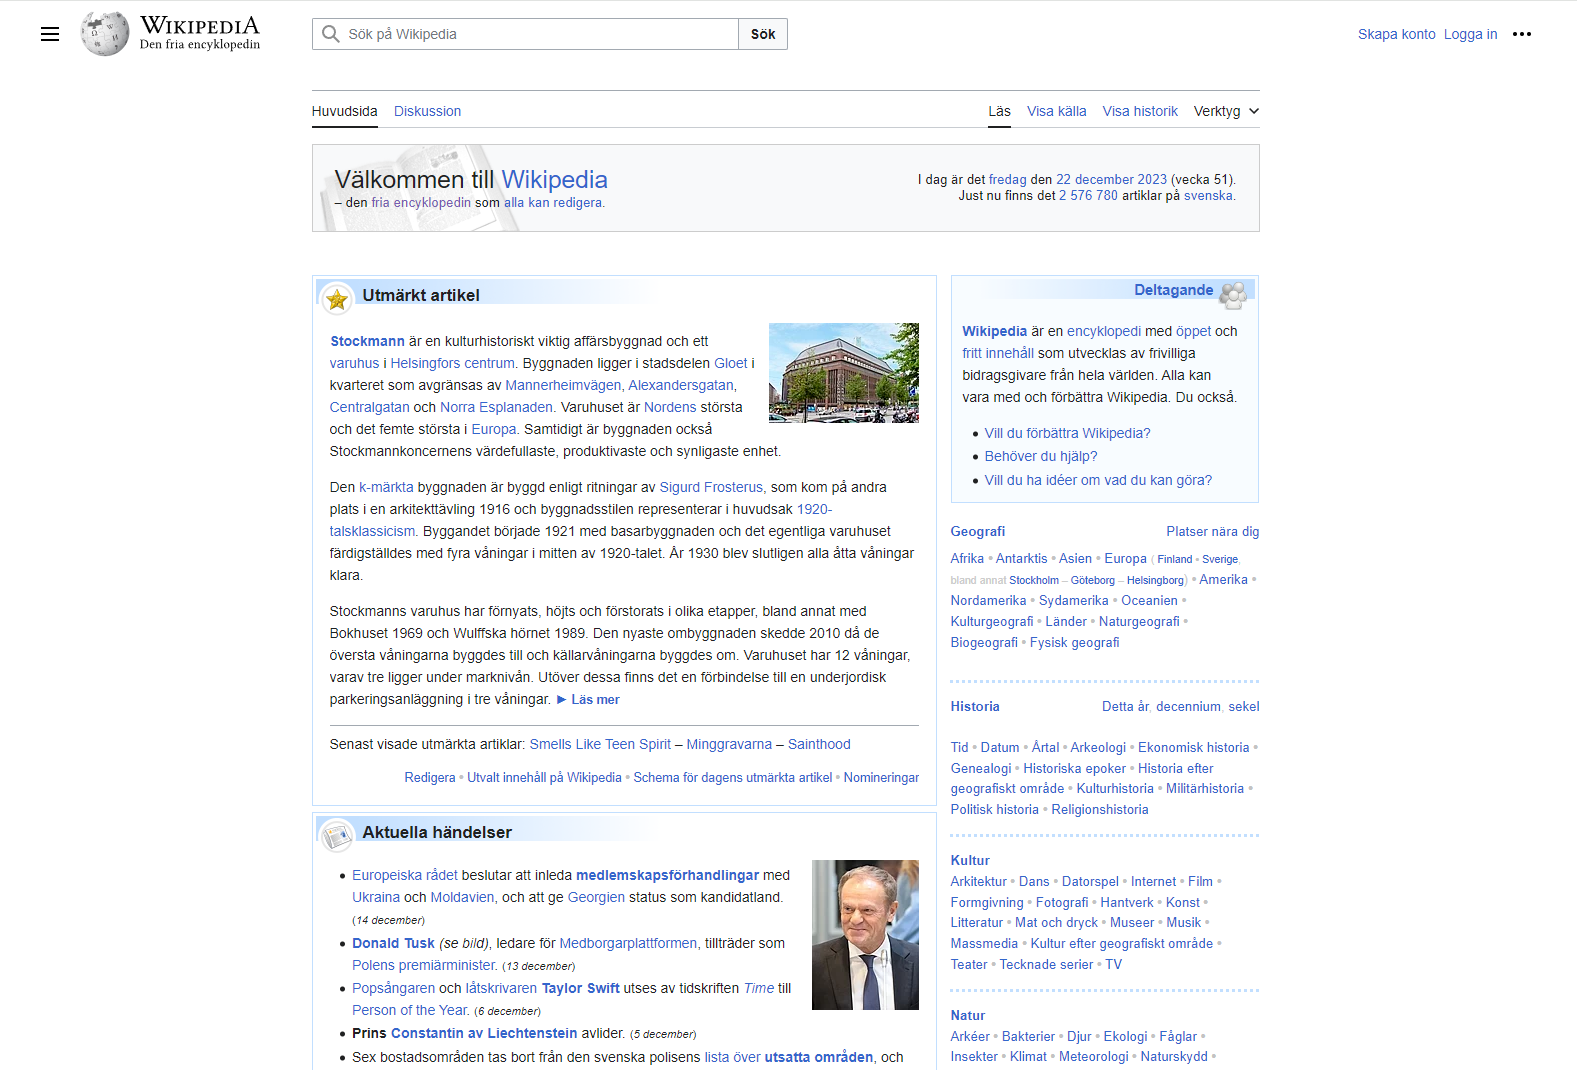 WIKIPEDIA
Den fria encyklopedin
Sök på Wikipedia
Sök
Skapa konto Logga in
Huvudsida Diskussion
Läs Visa källa Visa historik Verktyg
Välkommen till Wikipedia
– den fria encyklopedin som alla kan redigera.
I dag är det fredag den 22 december 2023 (vecka 51).
Just nu finns det 2 576 780 artiklar på svenska.
Utmärkt artikel
Stockmann är en kulturhistoriskt viktig affärsbyggnad och ett
varuhus i Helsingfors centrum. Byggnaden ligger i stadsdelen Gloet i
kvarteret som avgränsas av Mannerheimvägen, Alexandersgatan,
Centralgatan och Norra Esplanaden. Varuhuset är Nordens största
och det femte största i Europa. Samtidigt är byggnaden också
Stockmannkoncernens värdefullaste, produktivaste och synligaste enhet.
Den k-märkta byggnaden är byggd enligt ritningar av Sigurd Frosterus, som kom på andra
plats i en arkitekttävling 1916 och byggnadsstilen representerar i huvudsak 1920-
talsklassicism. Byggandet började 1921 med basarbyggnaden och det egentliga varuhuset
färdigställdes med fyra våningar i mitten av 1920-talet. År 1930 blev slutligen alla åtta våningar
klara.
Stockmanns varuhus har förnyats, höjts och förstorats i olika etapper, bland annat med
Bokhuset 1969 och Wulffska hörnet 1989. Den nyaste ombyggnaden skedde 2010 då de
översta våningarna byggdes till och källarvåningarna byggdes om. Varuhuset har 12 våningar,
varav tre ligger under marknivån. Utöver dessa finns det en förbindelse till en underjordisk
parkeringsanläggning i tre våningar. ► Läs mer
Senast visade utmärkta artiklar: Smells Like Teen Spirit – Minggravarna – Sainthood
Redigera • Utvalt innehåll på Wikipedia • Schema för dagens utmärkta artikel • Nomineringar
Aktuella händelser
• Europeiska rådet beslutar att inleda medlemskapsförhandlingar med
Ukraina och Moldavien, och att ge Georgien status som kandidatland.
(14 december)
• Donald Tusk (se bild), ledare för Medborgarplattformen, tillträder som
Polens premiärminister. (13 december)
• Popsångaren och låtskrivaren Taylor Swift utses av tidskriften Time till
Person of the Year. (6 december)
• Prins Constantin av Liechtenstein avlider. (5 december)
• Sex bostadsområden tas bort från den svenska polisens lista över utsatta områden, och
Deltagande
Wikipedia är en encyklopedi med öppet och
fritt innehåll som utvecklas av frivilliga
bidragsgivare från hela världen. Alla kan
vara med och förbättra Wikipedia. Du också.
• Vill du förbättra Wikipedia?
• Behöver du hjälp?
• Vill du ha idéer om vad du kan göra?
Geografi Platser nära dig
Afrika • Antarktis • Asien • Europa ( Finland • Sverige,
bland annat Stockholm – Göteborg – Helsingborg) • Amerika •
Nordamerika • Sydamerika • Oceanien •
Kulturgeografi • Länder • Naturgeografi •
Biogeografi • Fysisk geografi
Historia Detta år, decennium, sekel
Tid • Datum • Årtal • Arkeologi • Ekonomisk historia •
Genealogi • Historiska epoker • Historia efter
geografiskt område • Kulturhistoria • Militärhistoria •
Politisk historia • Religionshistoria
Kultur
Arkitektur • Dans • Datorspel • Internet • Film •
Formgivning • Fotografi • Hantverk • Konst •
Litteratur • Mat och dryck • Museer • Musik •
Massmedia • Kultur efter geografiskt område •
Teater • Tecknade serier • TV
Natur
Arkéer • Bakterier • Djur • Ekologi • Fåglar •
Insekter • Klimat • Meteorologi • Naturskydd •